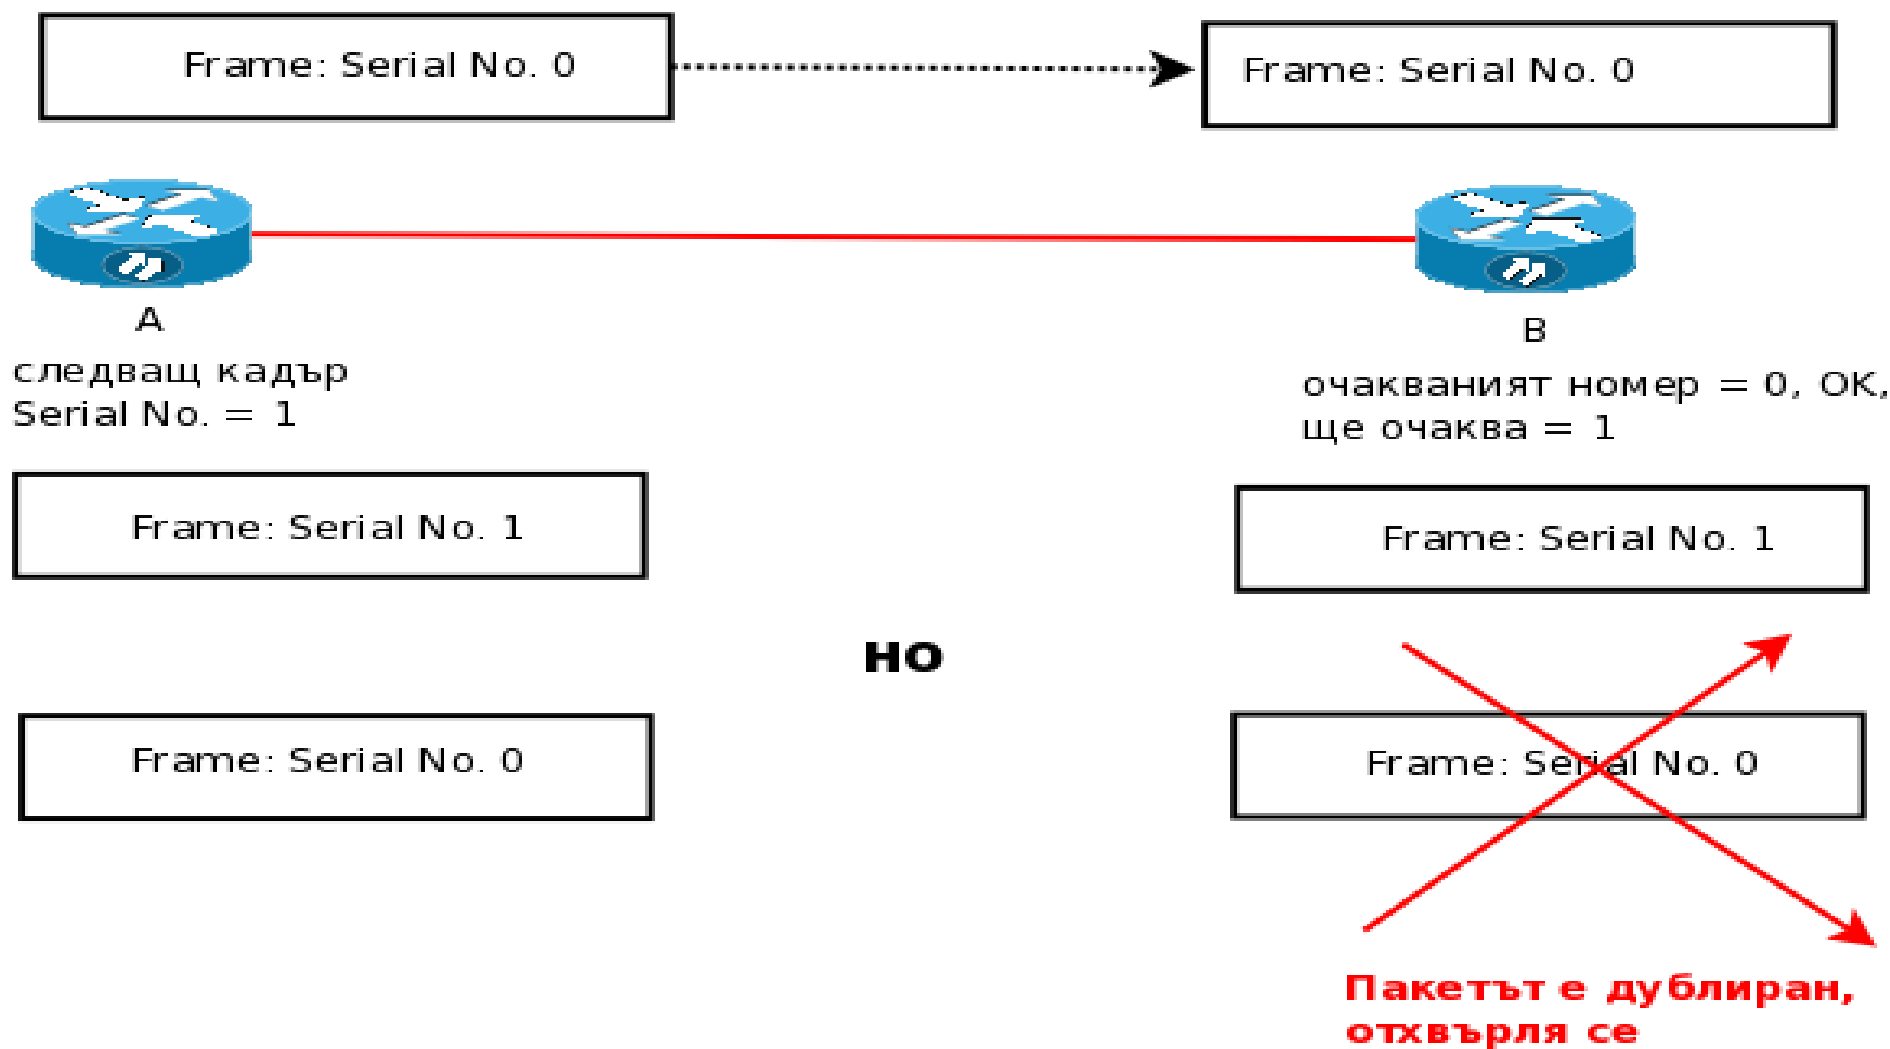 Frame: Serial No. 0
Frame: Serial No. 0
A
B
следващ кадър
Serial No. = 1
очакваният номер = 0, OK,
ще очаква = 1
Frame: Serial No. 1
Frame: Serial No. 1
но
Frame: Serial No. 0
Frame: Serial No. 0
Пакетът е дублиран,
отхвърля се